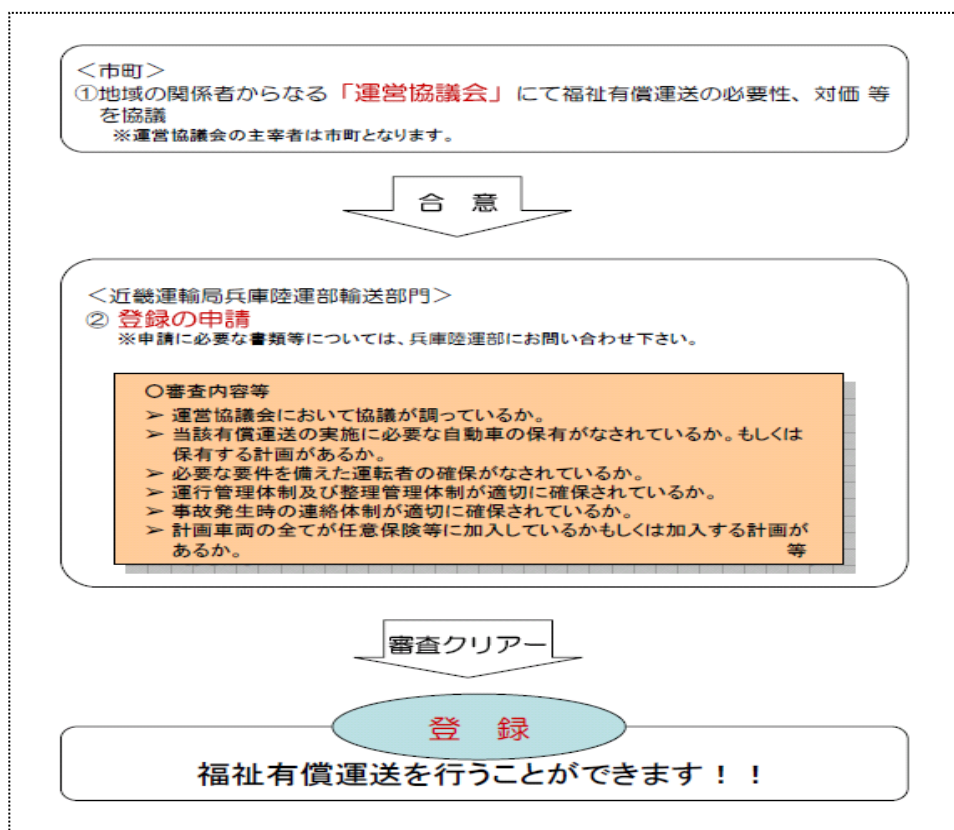 ＜市町＞
①地域の関係者からなる「運営協議会」にて福祉有償運送の必要性、対価 等
を協議
※運営協議会の主宰者は市町となります。
合 意
＜近畿運輸局兵庫陸運部輸送部門＞
② 登録の申請
※申請に必要な書類等については、兵庫陸運部にお問い合わせ下さい。
○審査内容等
➢ 運営協議会において協議が調っているか。
➢ 当該有償運送の実施に必要な自動車の保有がなされているか。もしくは
保有する計画があるか。
➢ 必要な要件を備えた運転者の確保がなされているか。
➢ 運行管理体制及び整理管理体制が適切に確保されているか。
➢ 事故発生時の連絡体制が適切に確保されているか。
➢ 計画車両の全てが任意保険等に加入しているかもしくは加入する計画が
あるか。 等
審査クリアー
登 録
福祉有償運送を行うことができます！！